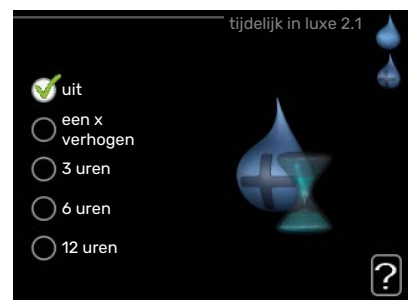 tijdelijk in luxe 2.1
uit
een x
verhogen
3 uren
6 uren
12 uren
?